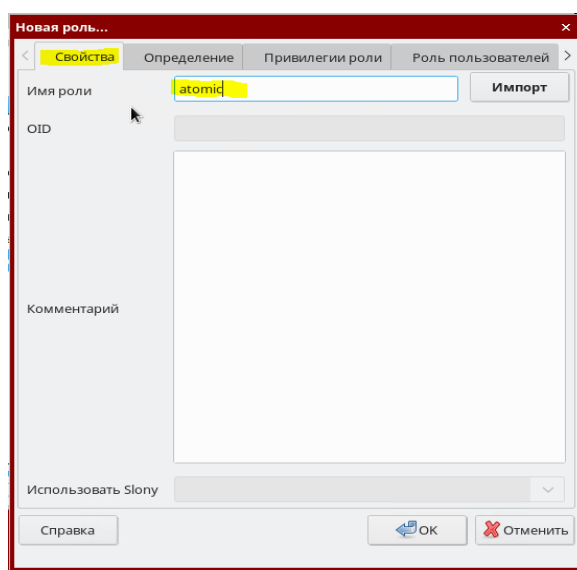 Новая роль...
Свойства Определение Привилегии роли Роль пользователей
Имя роли atomic Импорт
OID
Комментарий
Использовать Slony
Справка OK Отменить